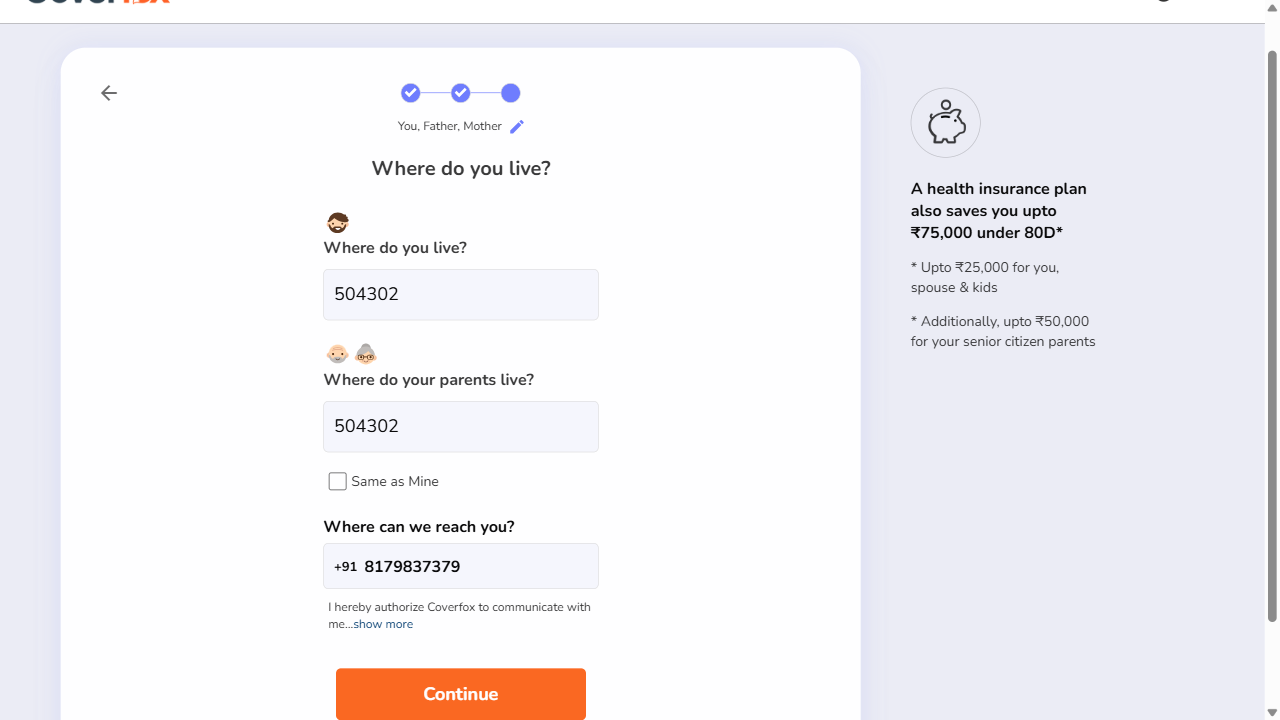 Coverfox
You, Father, Mother
Where do you live?
Where do you live?
504302
Where do your parents live?
504302
Same as Mine
Where can we reach you?
+91 8179837379
I hereby authorize Coverfox to communicate with
me...show more
Continue
A health insurance plan
also saves you upto
₹75,000 under 80D*
* Upto ₹25,000 for you,
spouse & kids
* Additionally, upto ₹50,000
for your senior citizen parents